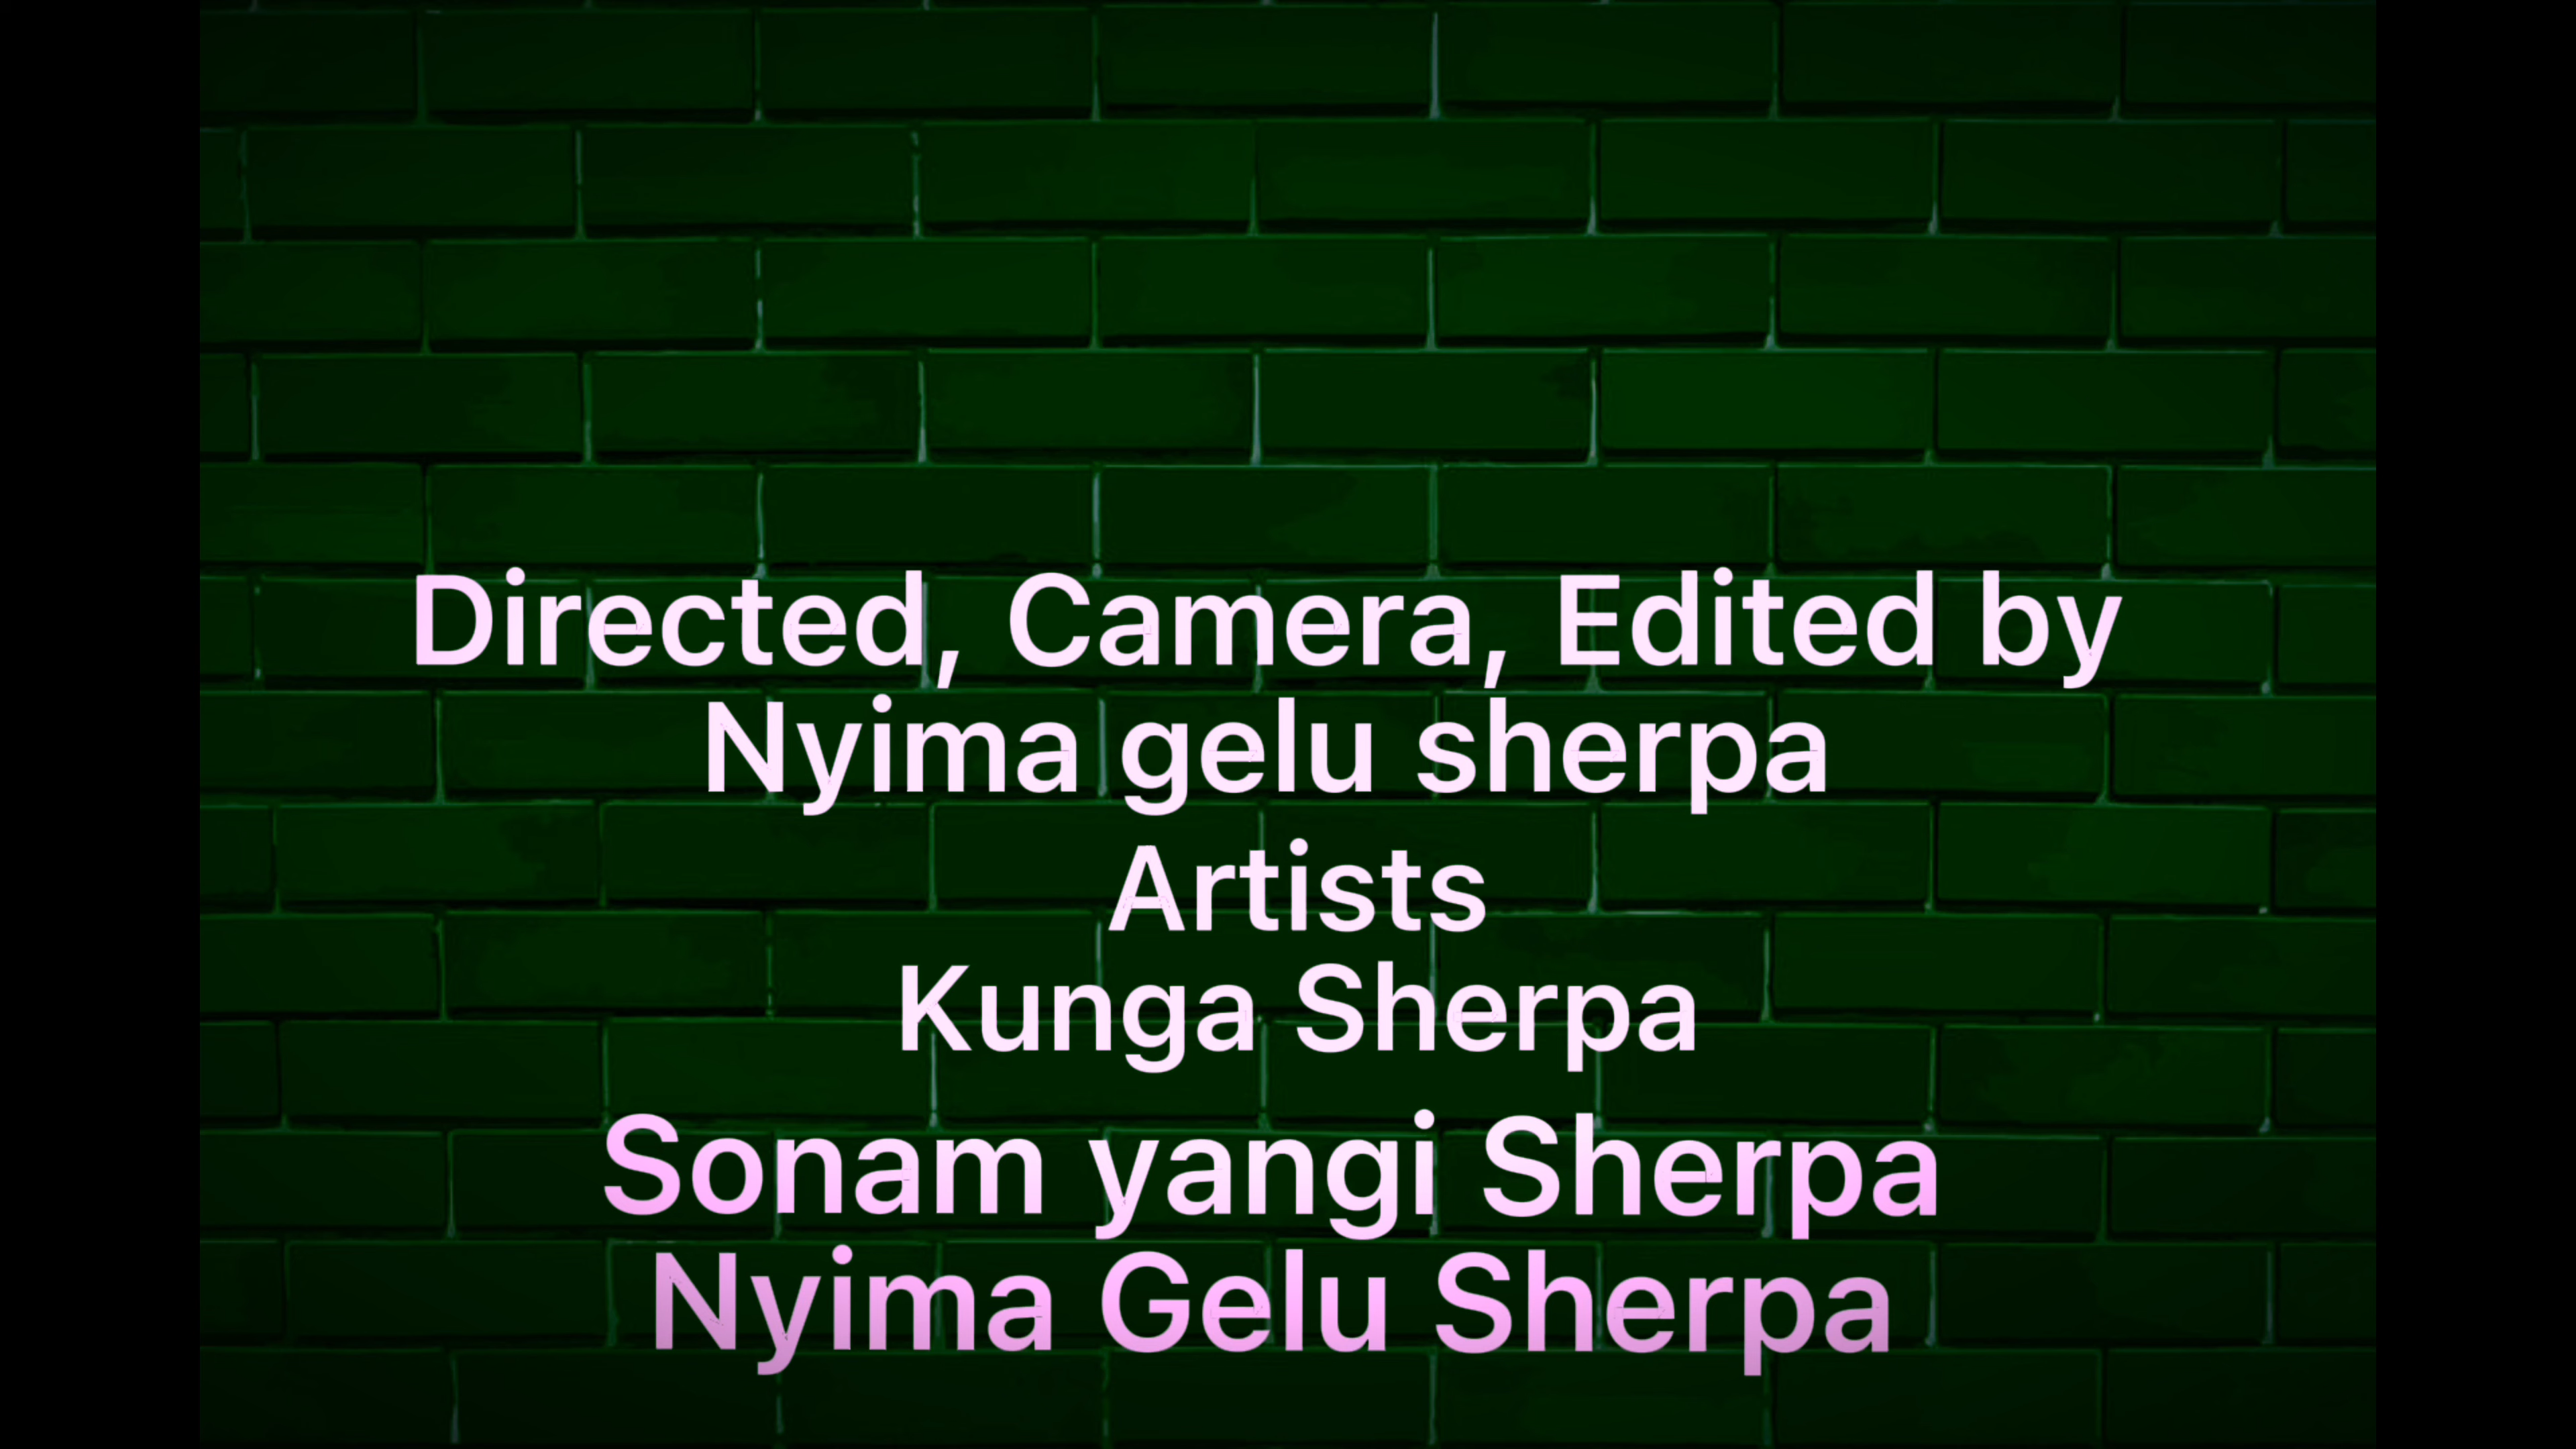 Directed, Camera, Edited by
Nyima gelu sherpa
Artists
Kunga Sherpa
Sonam yangi Sherpa
Nyima Gelu Sherpa